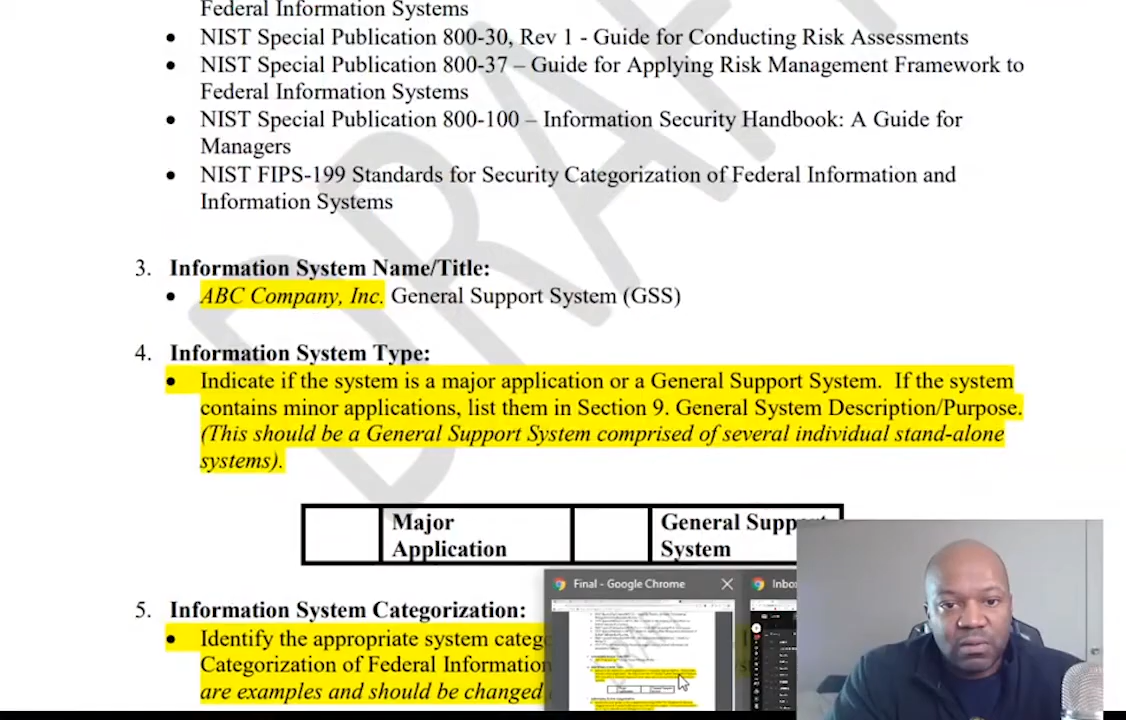 Federal Information Systems
• NIST Special Publication 800-30, Rev 1 - Guide for Conducting Risk Assessments
• NIST Special Publication 800-37 – Guide for Applying Risk Management Framework to
Federal Information Systems
• NIST Special Publication 800-100 – Information Security Handbook: A Guide for
Managers
• NIST FIPS-199 Standards for Security Categorization of Federal Information and
Information Systems
DRAFT
3. Information System Name/Title:
• ABC Company, Inc. General Support System (GSS)
4. Information System Type:
• Indicate if the system is a major application or a General Support System. If the system
contains minor applications, list them in Section 9. General System Description/Purpose.
(This should be a General Support System comprised of several individual stand-alone
systems).
Major
Application
General Supp
System
Final - Google Chrome
Inbo
5. Information System Categorization:
• Identify the appropriate system categ
Categorization of Federal Information
are examples and should be changed